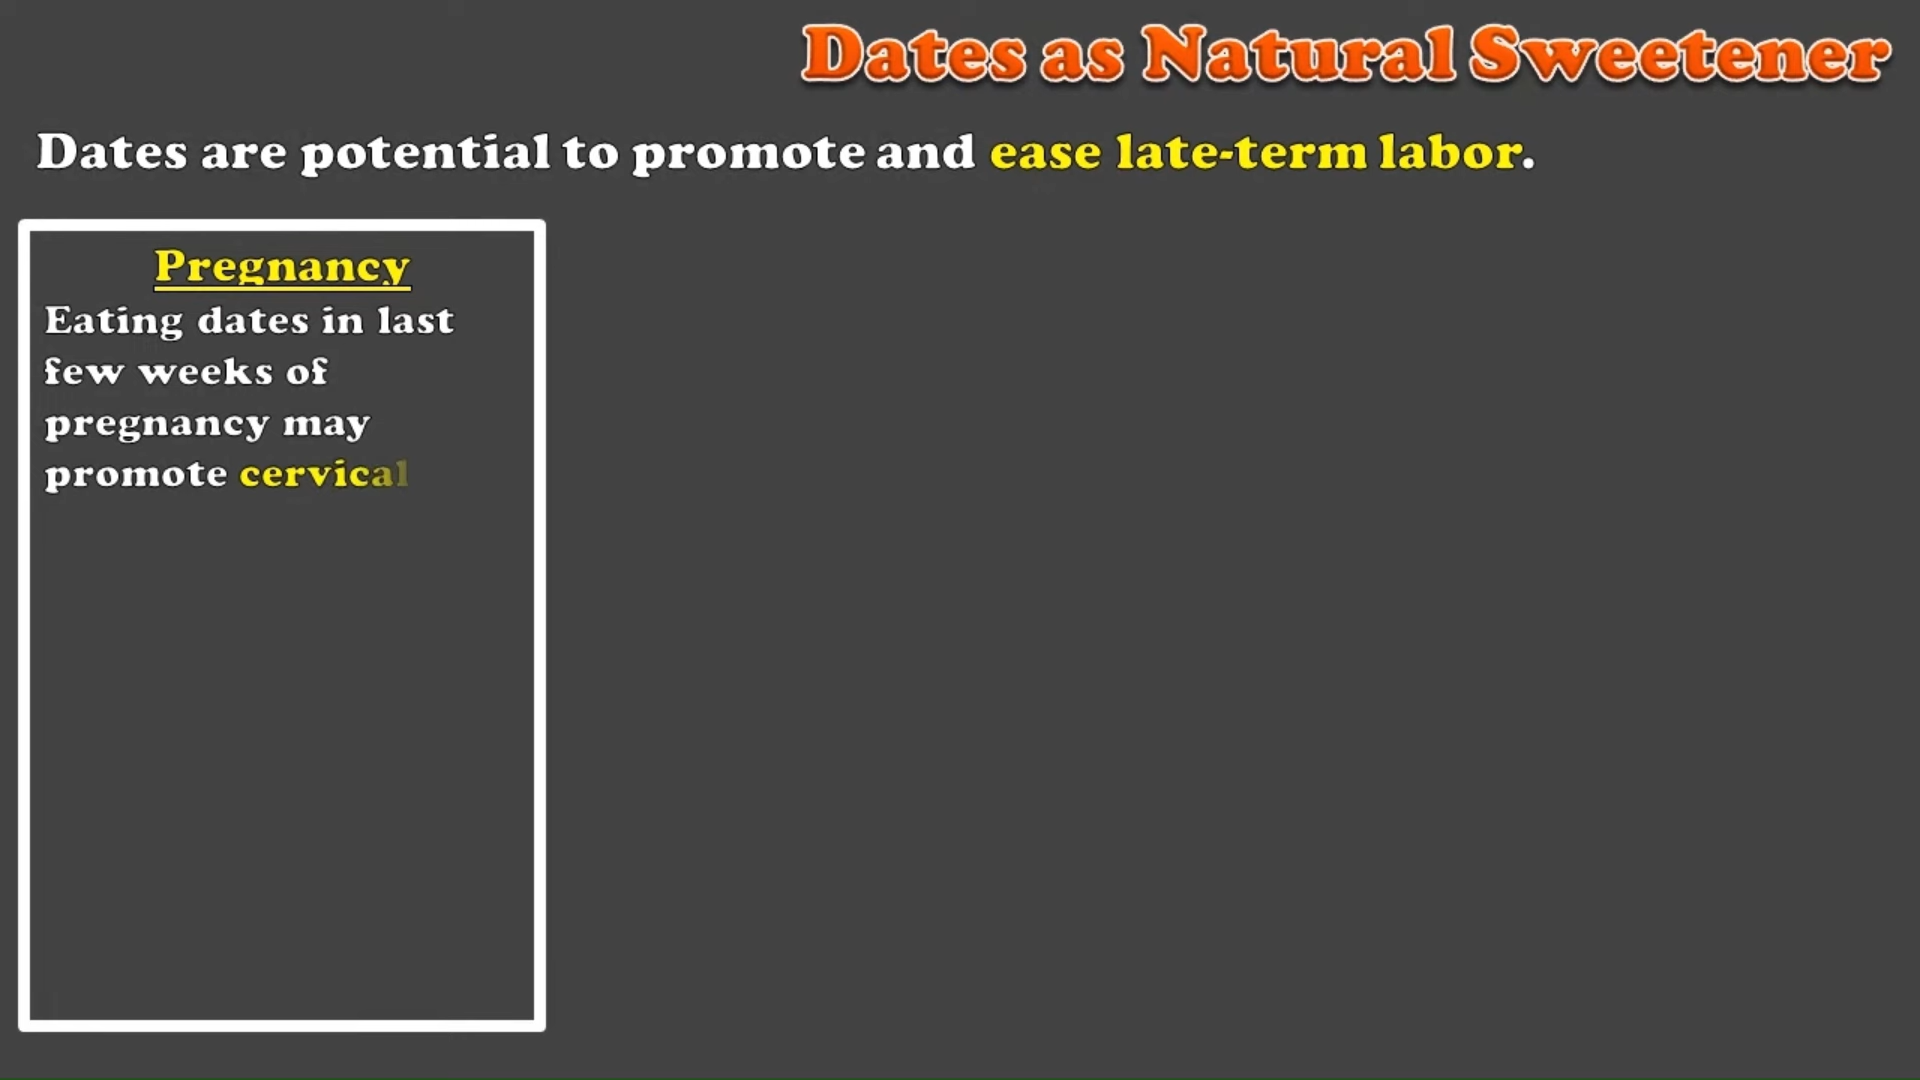 Dates as Natural Sweetener
Dates are potential to promote and ease late-term labor.
Pregnancy
Eating dates in last
few weeks of
pregnancy may
promote cervical